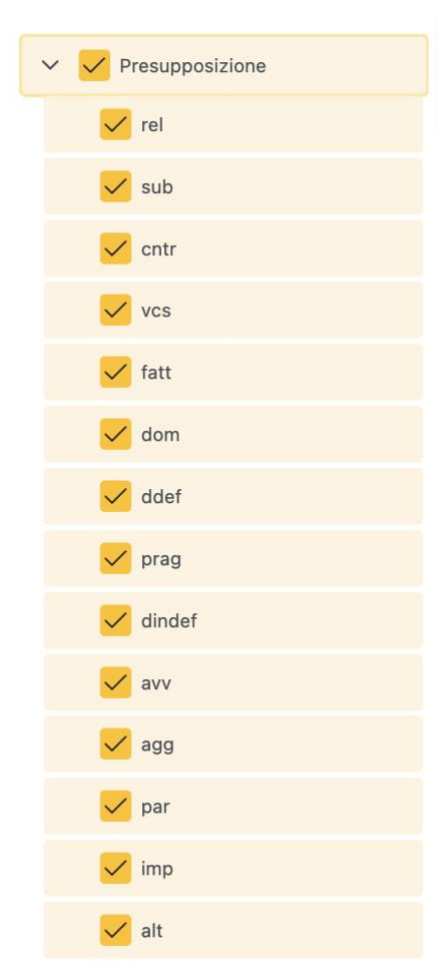 Presupposizione
rel
sub
cntr
vcs
fatt
dom
ddef
prag
dindef
avv
agg
par
imp
alt